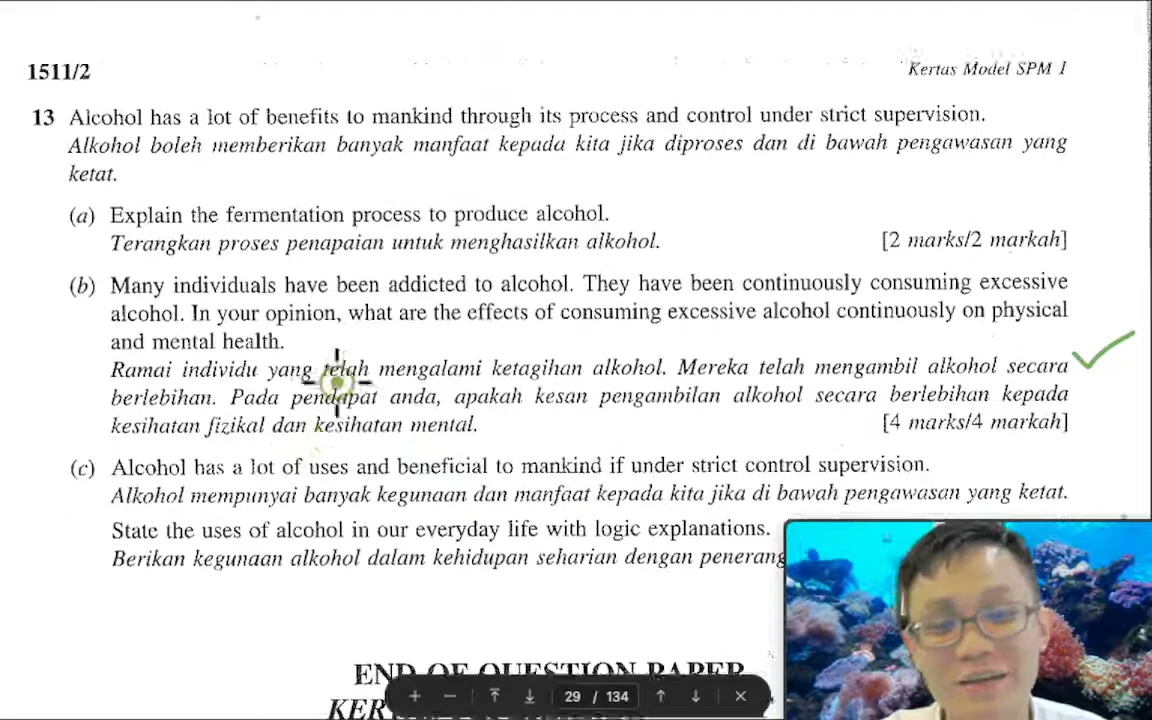 1511/2
Kertas Model SPM 1
13 Alcohol has a lot of benefits to mankind through its process and control under strict supervision.
Alkohol boleh memberikan banyak manfaat kepada kita jika diproses dan di bawah pengawasan yang
ketat.
(a) Explain the fermentation process to produce alcohol.
Terangkan proses penapaian untuk menghasilkan alkohol. [2 marks/2 markah]
(b) Many individuals have been addicted to alcohol. They have been continuously consuming excessive
alcohol. In your opinion, what are the effects of consuming excessive alcohol continuously on physical
and mental health.
Ramai individu yang telah mengalami ketagihan alkohol. Mereka telah mengambil alkohol secara
berlebihan. Pada pendapat anda, apakah kesan pengambilan alkohol secara berlebihan kepada
kesihatan fizikal dan kesihatan mental. [4 marks/4 markah]
(c) Alcohol has a lot of uses and beneficial to mankind if under strict control supervision.
Alkohol mempunyai banyak kegunaan dan manfaat kepada kita jika di bawah pengawasan yang ketat.
State the uses of alcohol in our everyday life with logic explanations.
Berikan kegunaan alkohol dalam kehidupan seharian dengan penerang
END OF QUESTION PAPER
KER
29 / 134